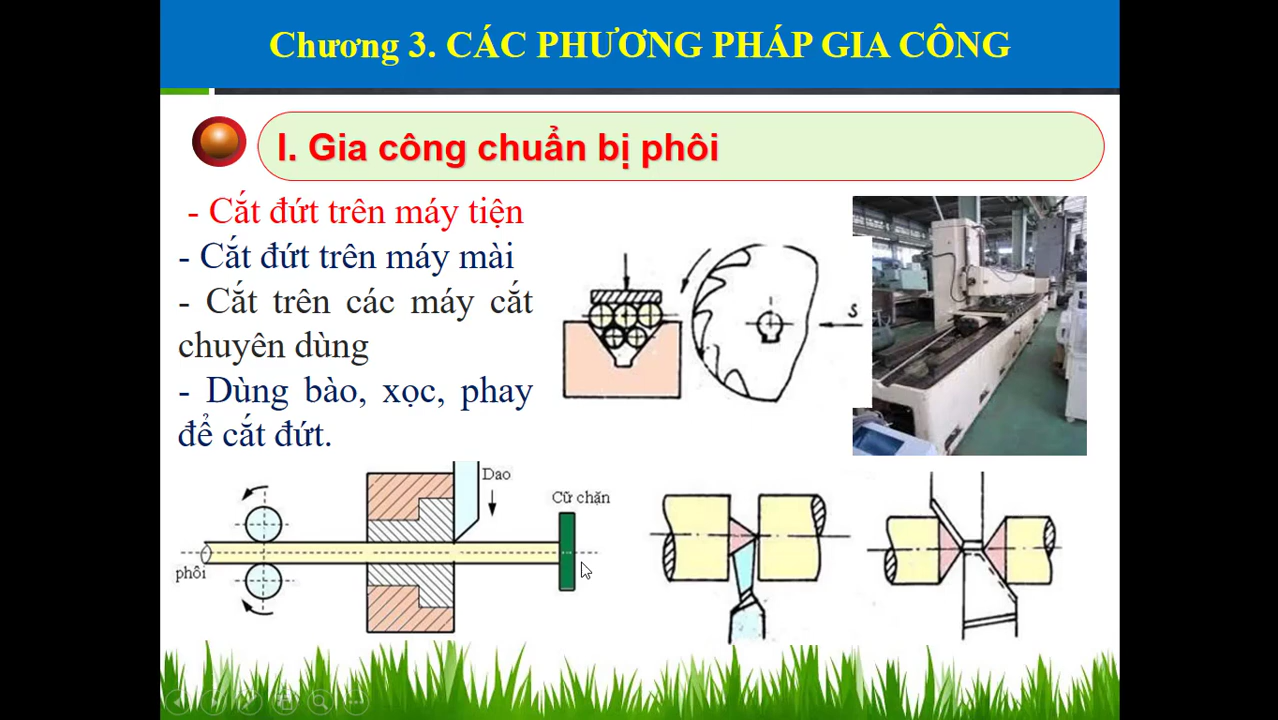 Chương 3. CÁC PHƯƠNG PHÁP GIA CÔNG
I. Gia công chuẩn bị phôi
- Cắt đứt trên máy tiện
- Cắt đứt trên máy mài
- Cắt trên các máy cắt
chuyên dùng
- Dùng bào, xọc, phay
để cắt đứt.
S
Dao
Cữ chặn
phôi